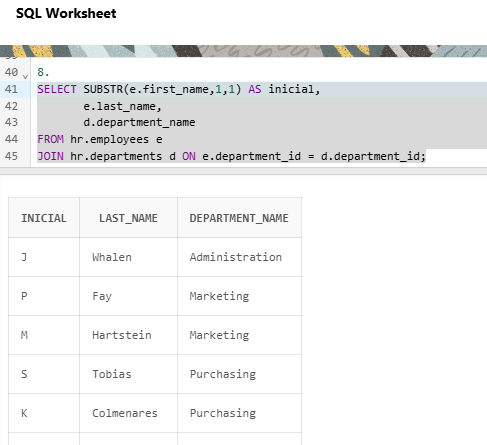 SQL Worksheet
40 8.
41 SELECT SUBSTR(e.first_name,1,1) AS inicial,
42 e.last_name,
43 d.department_name
44 FROM hr.employees e
45 JOIN hr.departments d ON e.department_id = d.department_id;
INICIAL LAST_NAME DEPARTMENT_NAME
J Whalen Administration
P Fay Marketing
M Hartstein Marketing
S Tobias Purchasing
K Colmenares Purchasing